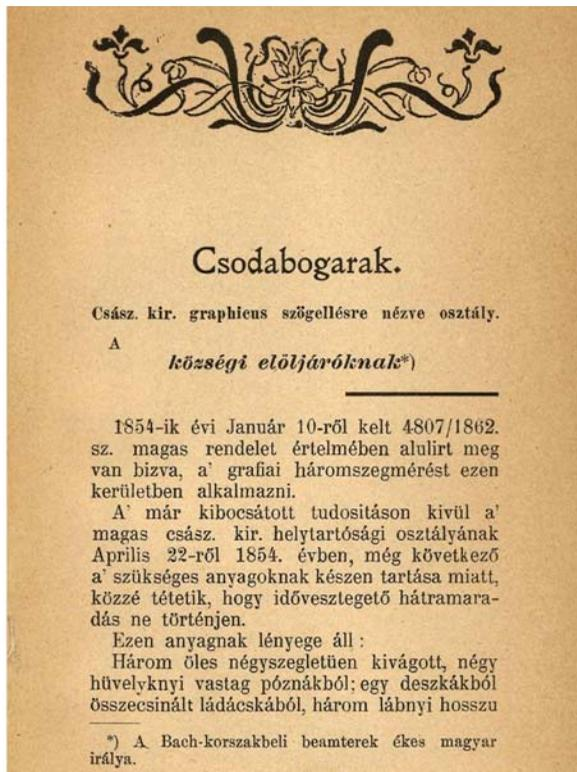 Csodabogarak.
Csász. kir. graphicus szögellésre nézve osztály.
A
községi elöljáróknak*)
1854-ik évi Január 10-ről kelt 4807/1862.
sz. magas rendelet értelmében alulirt meg
van bizva, a' grafiai háromszegmérést ezen
kerületben alkalmazni.
A' már kibocsátott tudositáson kivül a'
magas csász. kir. helytartósági osztályának
Aprilis 22-ről 1854. évben, még következő
a' szükséges anyagoknak készen tartása miatt,
közzé tétetik, hogy idővesztegető hátramara-
dás ne történjen.
Ezen anyagnak lényege áll :
Három öles négyszegletüen kivágott, négy
hüvelyknyi vastag póznákból; egy deszkákból
összecsinált ládácskából, három lábnyi hosszu
*) A Bach-korszakbeli beamterek ékes magyar
irálya.